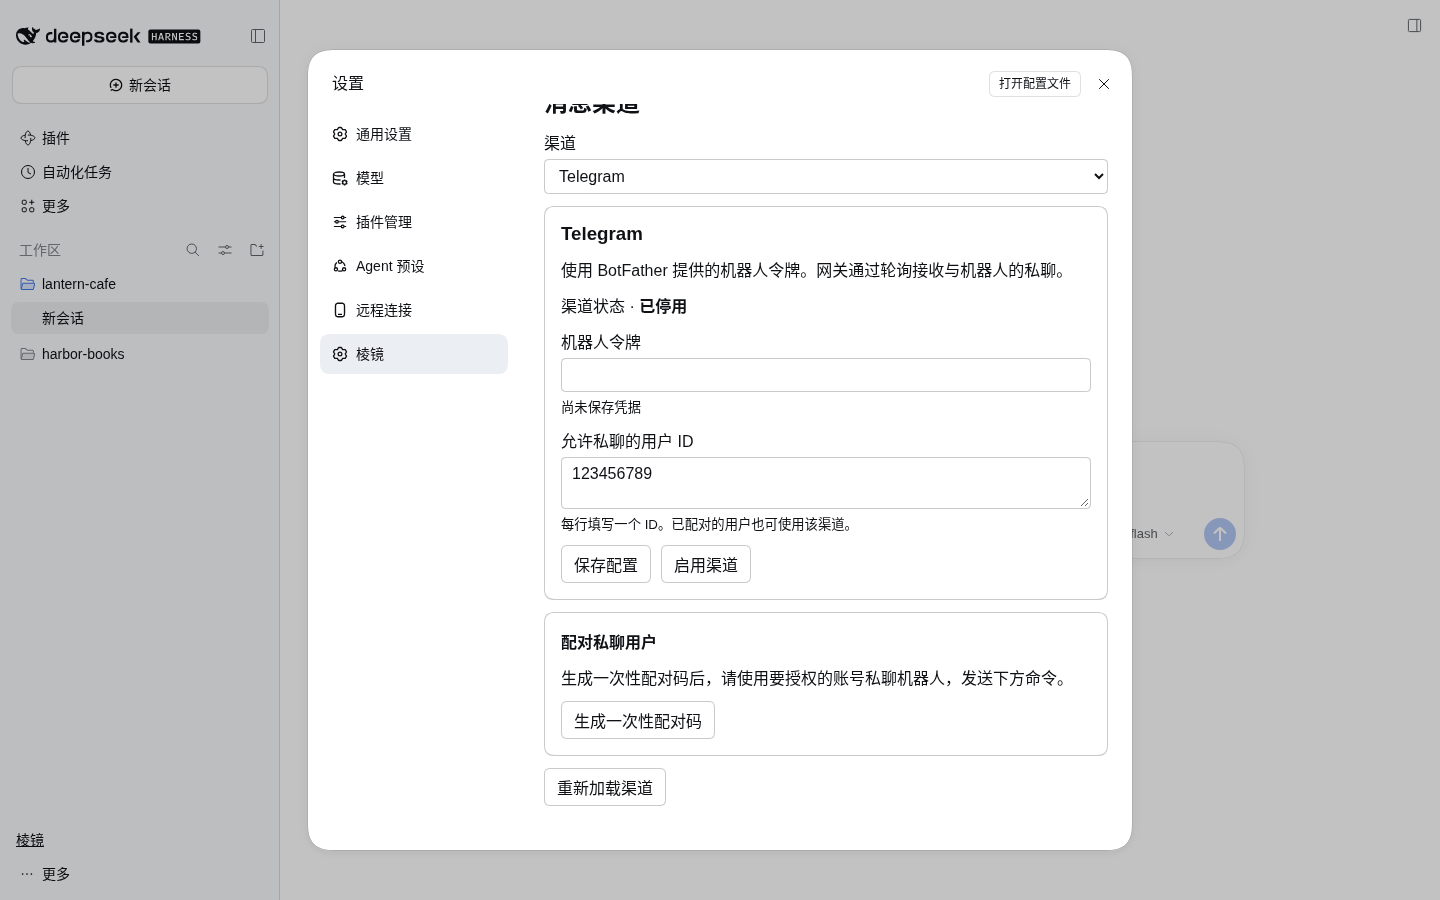 deepseek HARNESS
新会话
插件
自动化任务
更多
工作区
lantern-cafe
新会话
harbor-books
棱镜
更多
设置
打开配置文件
通用设置
模型
插件管理
Agent 预设
远程连接
棱镜
消息渠道
渠道
Telegram
Telegram
使用 BotFather 提供的机器人令牌。网关通过轮询接收与机器人的私聊。
渠道状态 · 已停用
机器人令牌
尚未保存凭据
允许私聊的用户 ID
123456789
每行填写一个 ID。已配对的用户也可使用该渠道。
保存配置
启用渠道
配对私聊用户
生成一次性配对码后，请使用要授权的账号私聊机器人，发送下方命令。
生成一次性配对码
重新加载渠道
flash